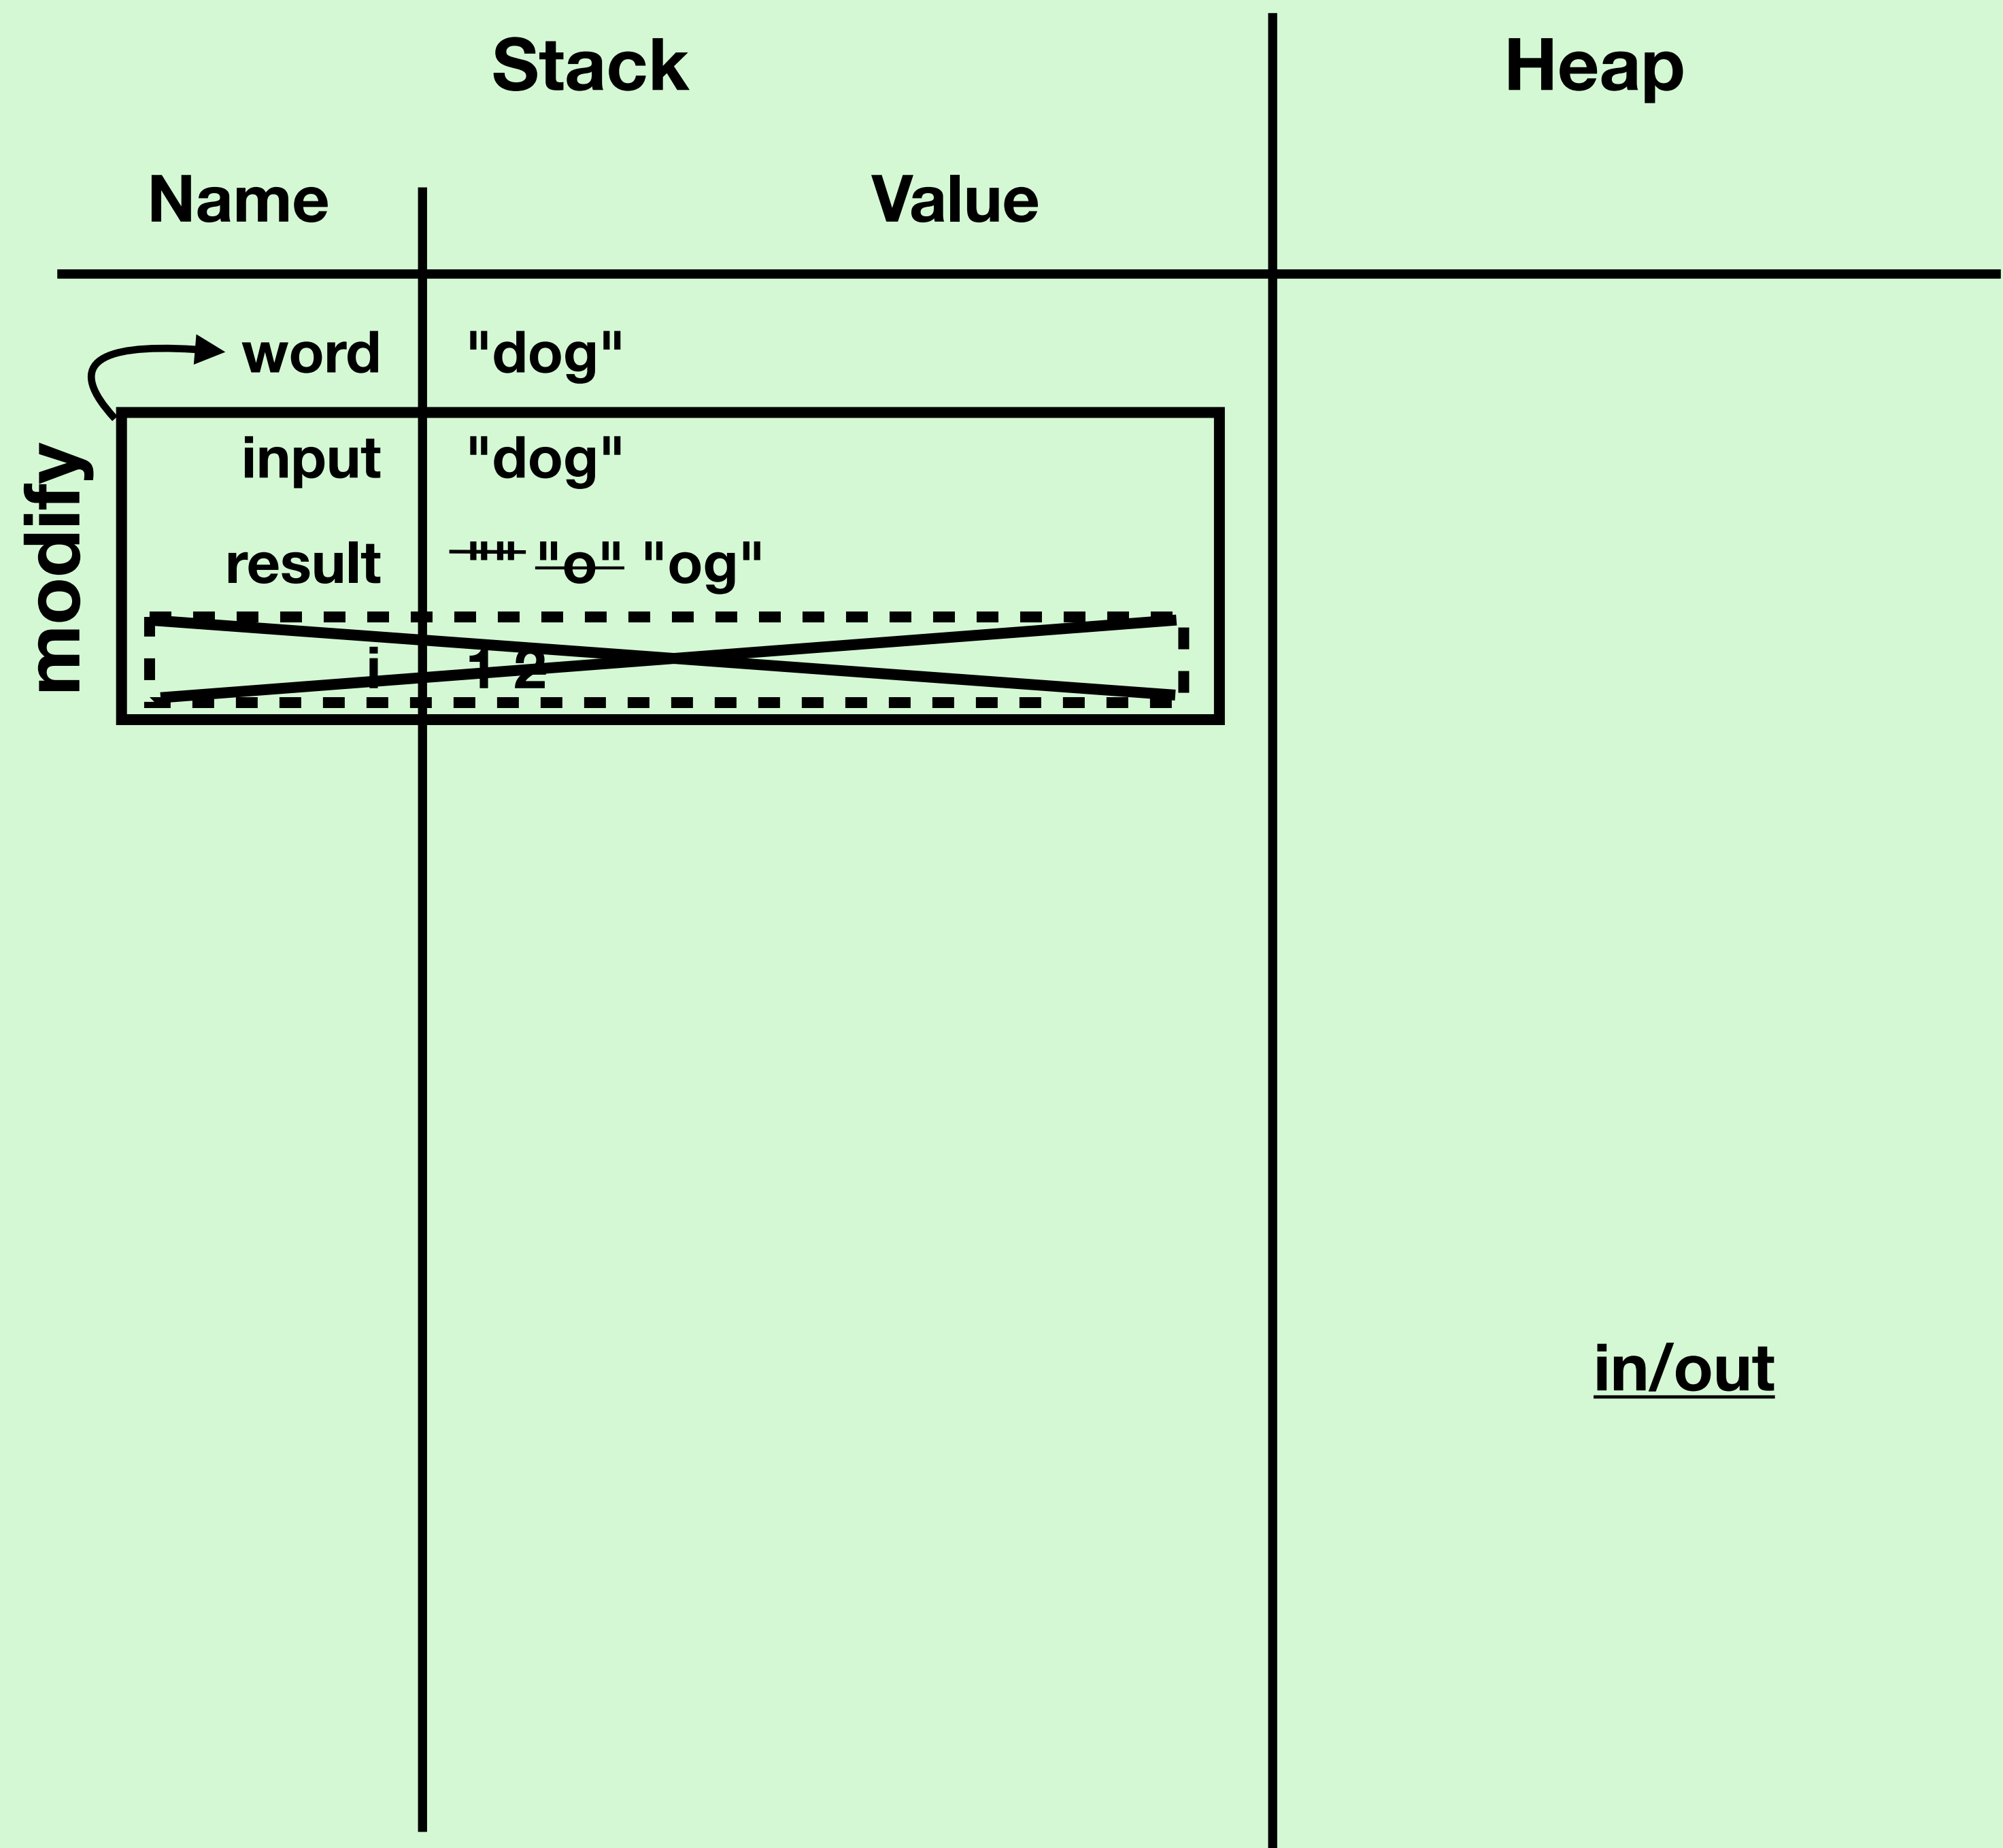 Stack Heap
Name Value
word "dog"
modify
input "dog"
result "" "o" "og"
i 1 2
in/out